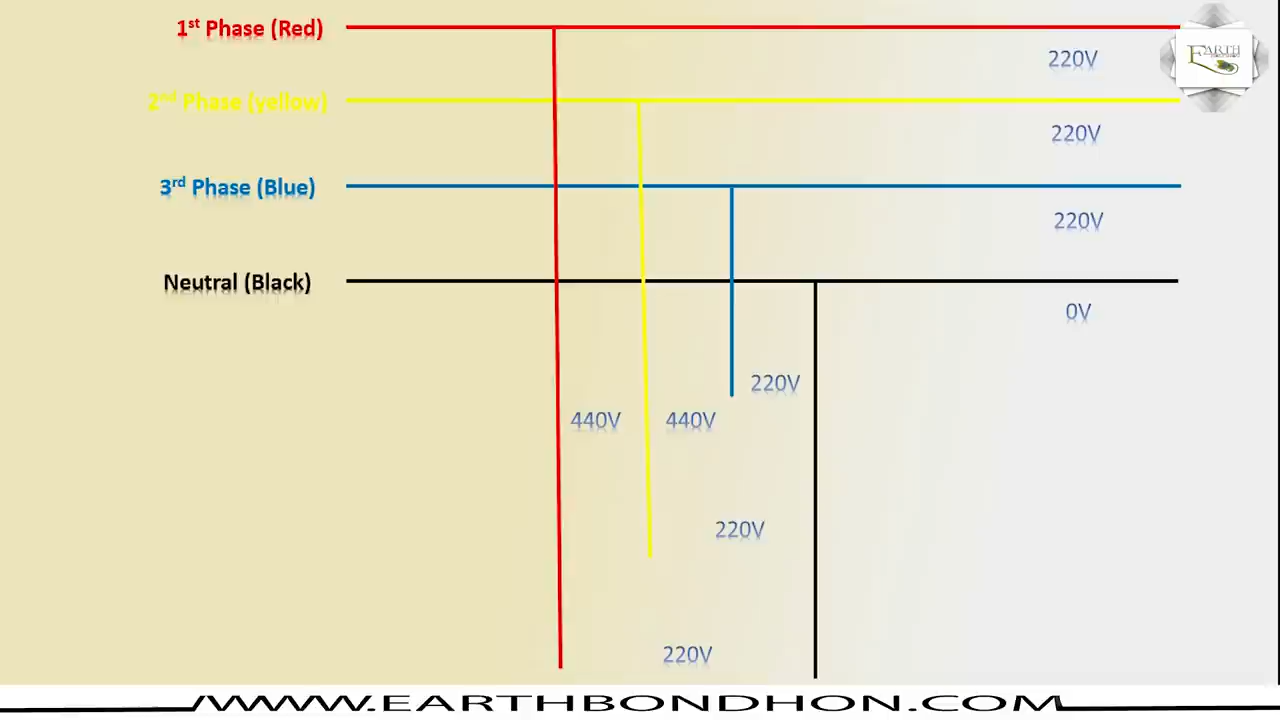 1st Phase (Red)
220V
EARTH
2nd Phase (yellow)
220V
3rd Phase (Blue)
220V
Neutral (Black)
0V
220V
440V 440V
220V
220V
WWW.EARTHBONDHON.COM